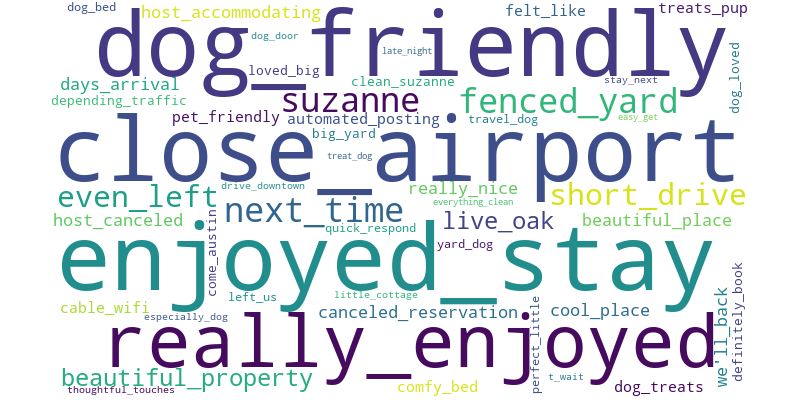 dog_bed
host_accommodating
felt_like
treats_pup
dog_friendly
dog_door
late_night
dog_loved
loved_big
days_arrival
clean_suzanne
stay_next
suzanne
fenced_yard
depending_traffic
pet_friendly
automated_posting
travel_dog
easy_get
close_airport
big_yard
treat_dog
even_left
drive_downtown
really_nice
short_drive
everything_clean
next_time
live_oak
host_canceled
beautiful_place
come_austin
quick_respond
yard_dog
enjoyed_stay
left_us
little_cottage
definitely_book
we'll_back
cable_wifi
especially_dog
canceled_reservation
perfect_little
cool_place
really_enjoyed
beautiful_property
thoughtful_touches
comfy_bed
t_wait
dog_treats